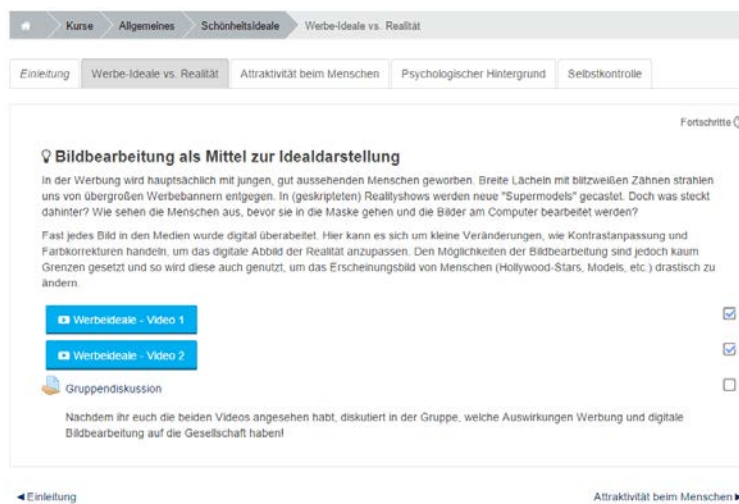 Kurse Allgemeines Schönheitsideale Werbe-Ideale vs. Realität
Einleitung Werbe-Ideale vs. Realität Attraktivität beim Menschen Psychologischer Hintergrund Selbstkontrolle
Fortschritte
Bildbearbeitung als Mittel zur Idealdarstellung
In der Werbung wird hauptsächlich mit jungen, gut aussehenden Menschen geworben. Breite Lächeln mit blitzweißen Zähnen strahlen
uns von übergroßen Werbebannern entgegen. In (geskripteten) Realityshows werden neue "Supermodels" gecastet. Doch was steckt
dahinter? Wie sehen die Menschen aus, bevor sie in die Maske gehen und die Bilder am Computer bearbeitet werden?
Fast jedes Bild in den Medien wurde digital überabeitet. Hier kann es sich um kleine Veränderungen, wie Kontrastanpassung und
Farbkorrekturen handeln, um das digitale Abbild der Realität anzupassen. Den Möglichkeiten der Bildbearbeitung sind jedoch kaum
Grenzen gesetzt und so wird diese auch genutzt, um das Erscheinungsbild von Menschen (Hollywood-Stars, Models, etc.) drastisch zu
ändern.
Werbeideale - Video 1
Werbeideale - Video 2
Gruppendiskussion
Nachdem ihr euch die beiden Videos angesehen habt, diskutiert in der Gruppe, welche Auswirkungen Werbung und digitale
Bildbearbeitung auf die Gesellschaft haben!
◄ Einleitung Attraktivität beim Menschen